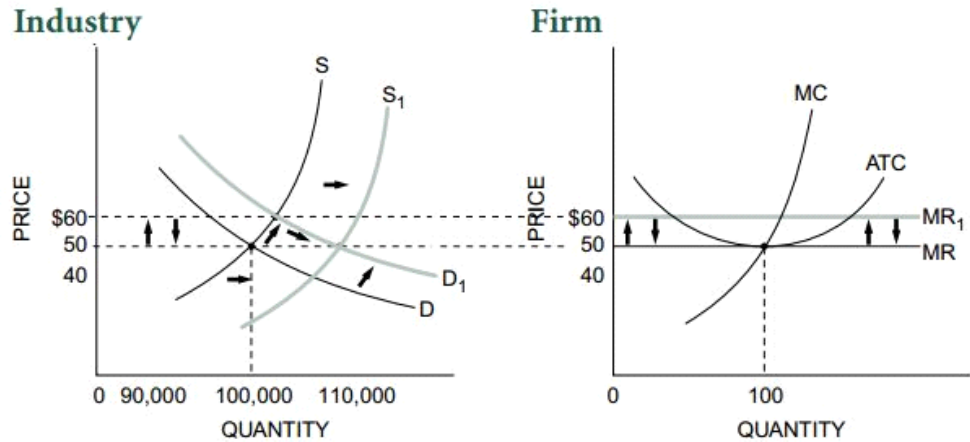 Industry
PRICE
$60
50
40
S
S1
D1
D
0 90,000 100,000 110,000
QUANTITY
Firm
PRICE
$60
50
40
MC
ATC
MR1
MR
0 100
QUANTITY